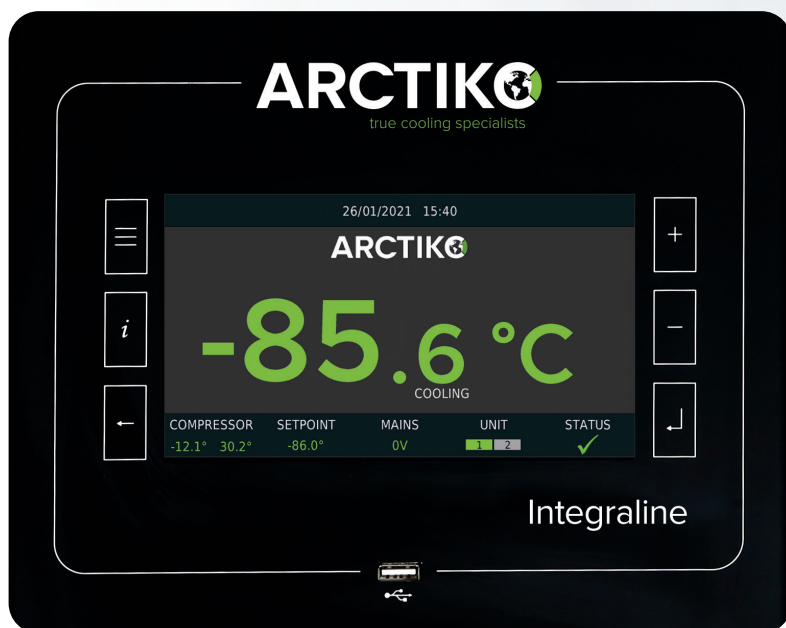 ARCTIKO
true cooling specialists
26/01/2021 15:40
ARCTIKO
-85.6 °C
COOLING
COMPRESSOR SETPOINT MAINS UNIT STATUS
-12.1° 30.2° -86.0° 0V 1 2
+
i
−
Integraline